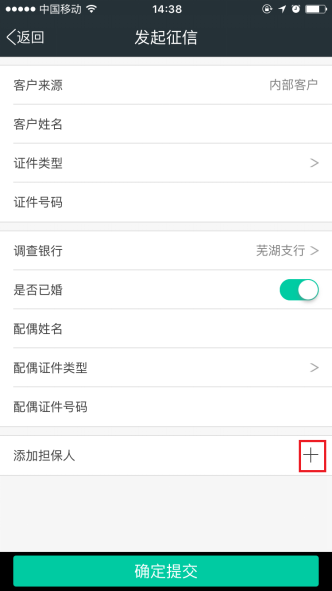 中国移动 14:38
返回 发起征信
客户来源 内部客户
客户姓名
证件类型
证件号码
调查银行 芜湖支行
是否已婚
配偶姓名
配偶证件类型
配偶证件号码
添加担保人
确定提交